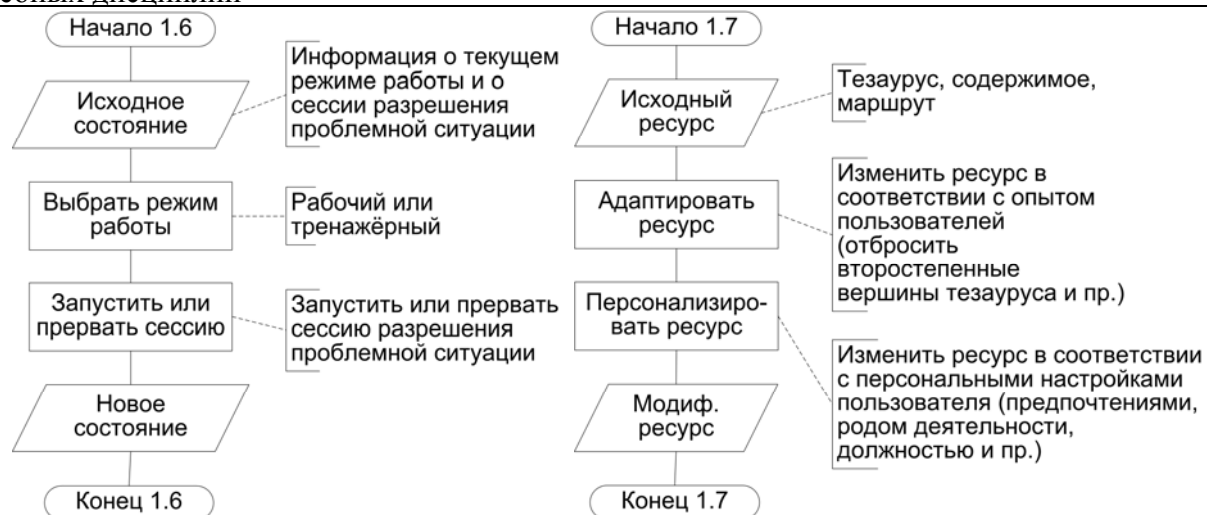 Начало 1.6
Исходное
состояние
Информация о текущем
режиме работы и о
сессии разрешения
проблемной ситуации
Выбрать режим
работы
Рабочий или
тренажёрный
Запустить или
прервать сессию
Запустить или прервать
сессию разрешения
проблемной ситуации
Новое
состояние
Конец 1.6
Начало 1.7
Исходный
ресурс
Тезаурус, содержимое,
маршрут
Адаптировать
ресурс
Изменить ресурс в
соответствии с опытом
пользователей
(отбросить
второстепенные
вершины тезауруса и пр.)
Персонализиро-
вать ресурс
Изменить ресурс в соответствии
с персональными настройками
пользователя (предпочтениями,
родом деятельности,
должностью и пр.)
Модиф.
ресурс
Конец 1.7